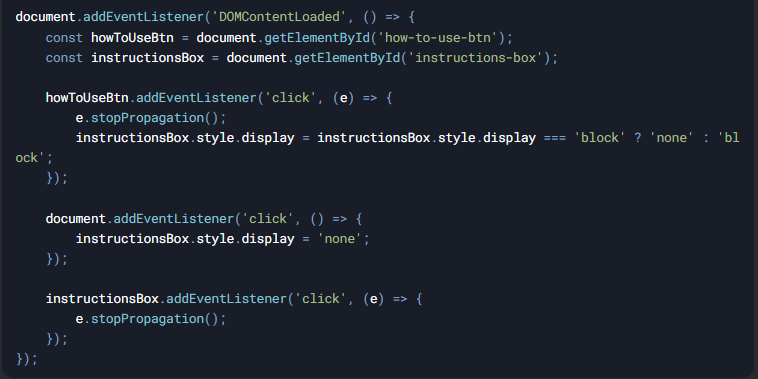 document.addEventListener('DOMContentLoaded', () => {
    const howToUseBtn = document.getElementById('how-to-use-btn');
    const instructionsBox = document.getElementById('instructions-box');

    howToUseBtn.addEventListener('click', (e) => {
        e.stopPropagation();
        instructionsBox.style.display = instructionsBox.style.display === 'block' ? 'none' : 'bl
ock';
    });

    document.addEventListener('click', () => {
        instructionsBox.style.display = 'none';
    });

    instructionsBox.addEventListener('click', (e) => {
        e.stopPropagation();
    });
});